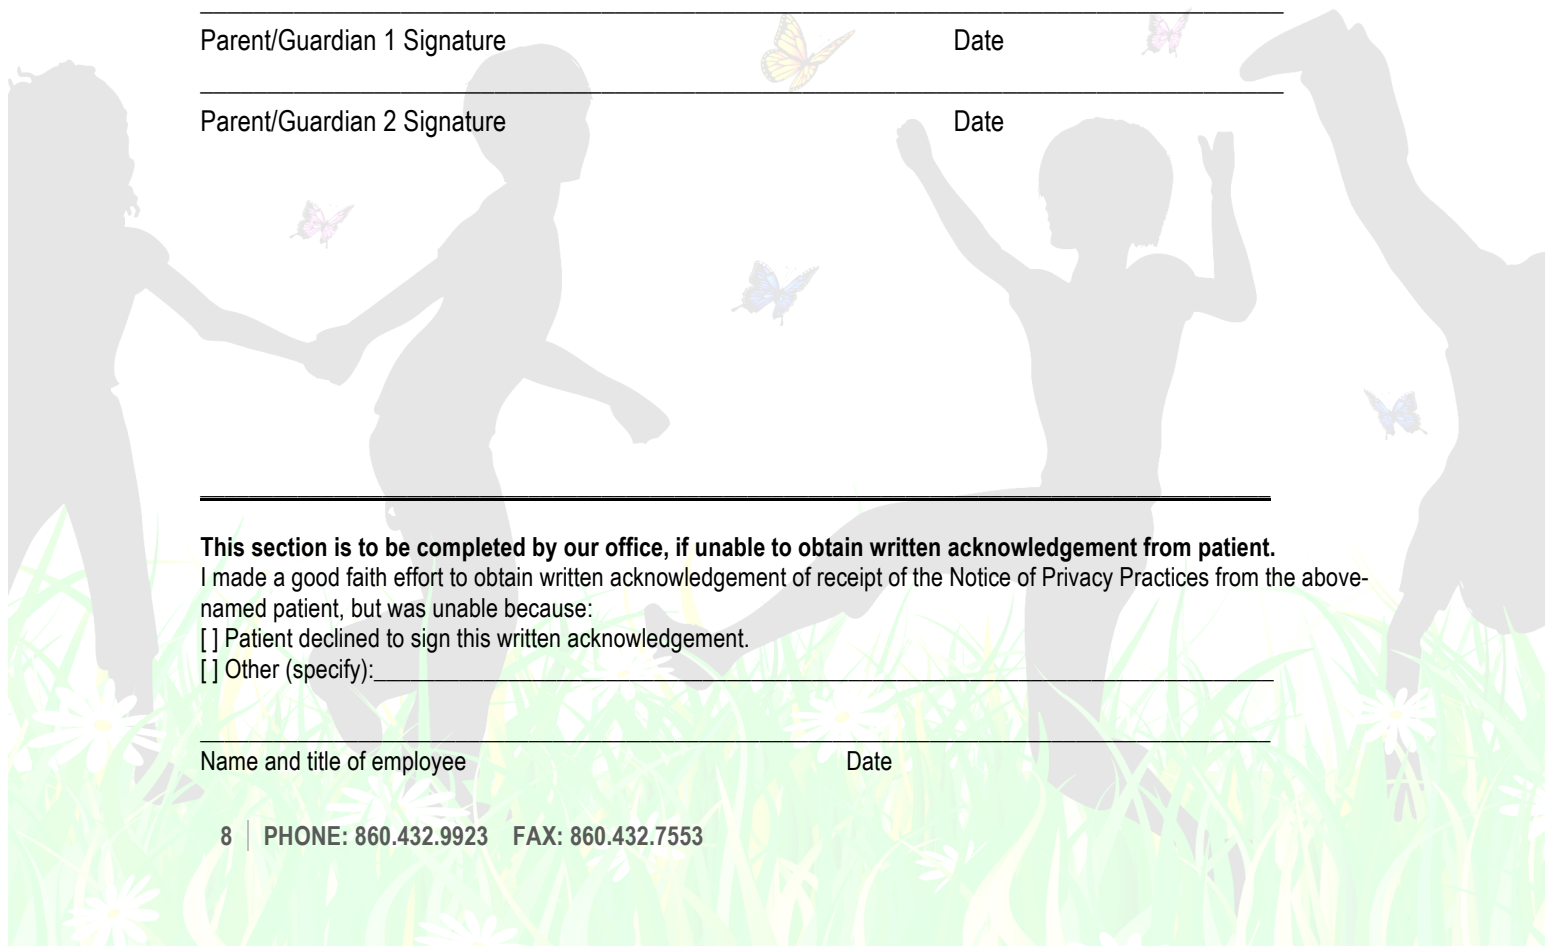 Parent/Guardian 1 Signature Date
Parent/Guardian 2 Signature Date
This section is to be completed by our office, if unable to obtain written acknowledgement from patient.
I made a good faith effort to obtain written acknowledgement of receipt of the Notice of Privacy Practices from the above-
named patient, but was unable because:
[ ] Patient declined to sign this written acknowledgement.
[ ] Other (specify):
Name and title of employee Date
8 PHONE: 860.432.9923 FAX: 860.432.7553